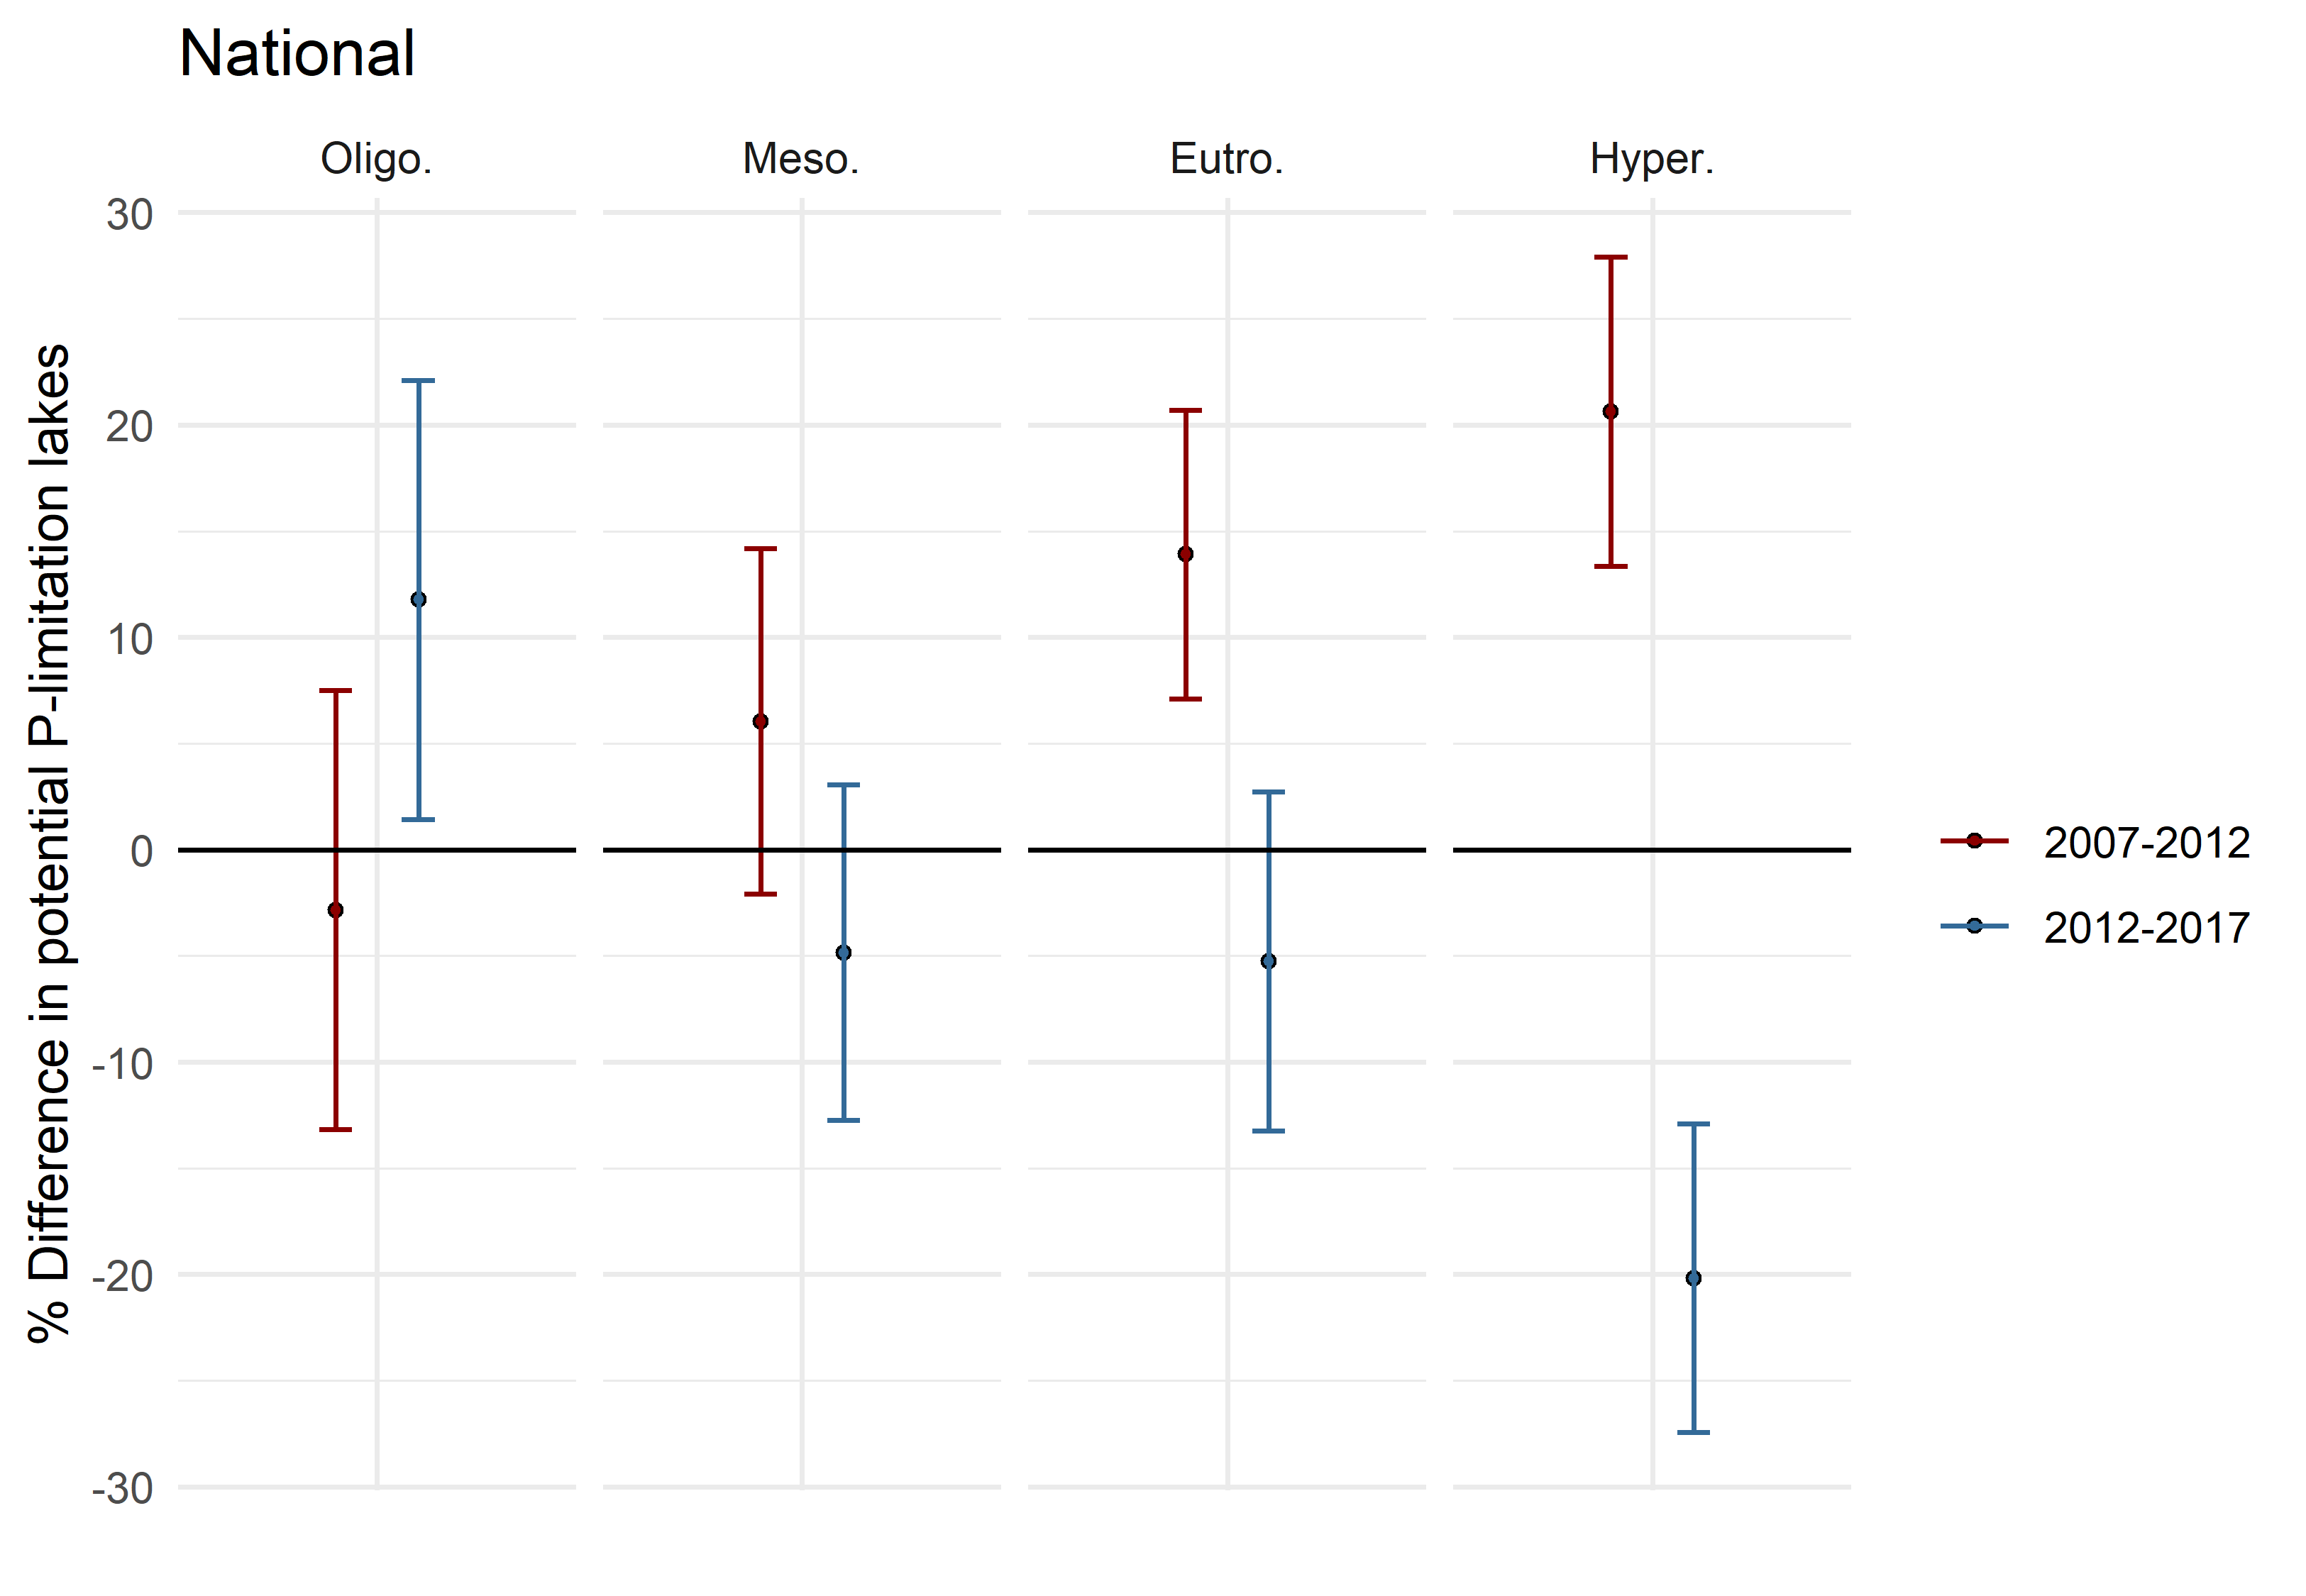 National
Oligo.
Meso.
Eutro.
Hyper.
% Difference in potential P-limitation lakes
30
20
10
0
-10
-20
-30
2007-2012
2012-2017